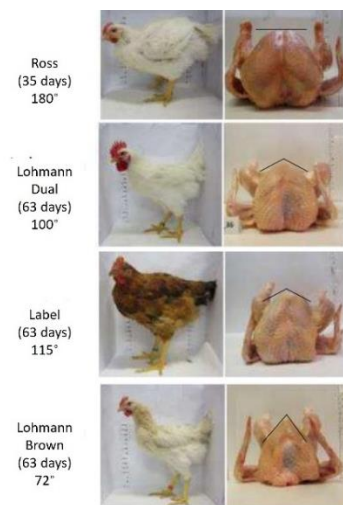 Ross
(35 days)
180°
Lohmann
Dual
(63 days)
100°
Label
(63 days)
115°
Lohmann
Brown
(63 days)
72°